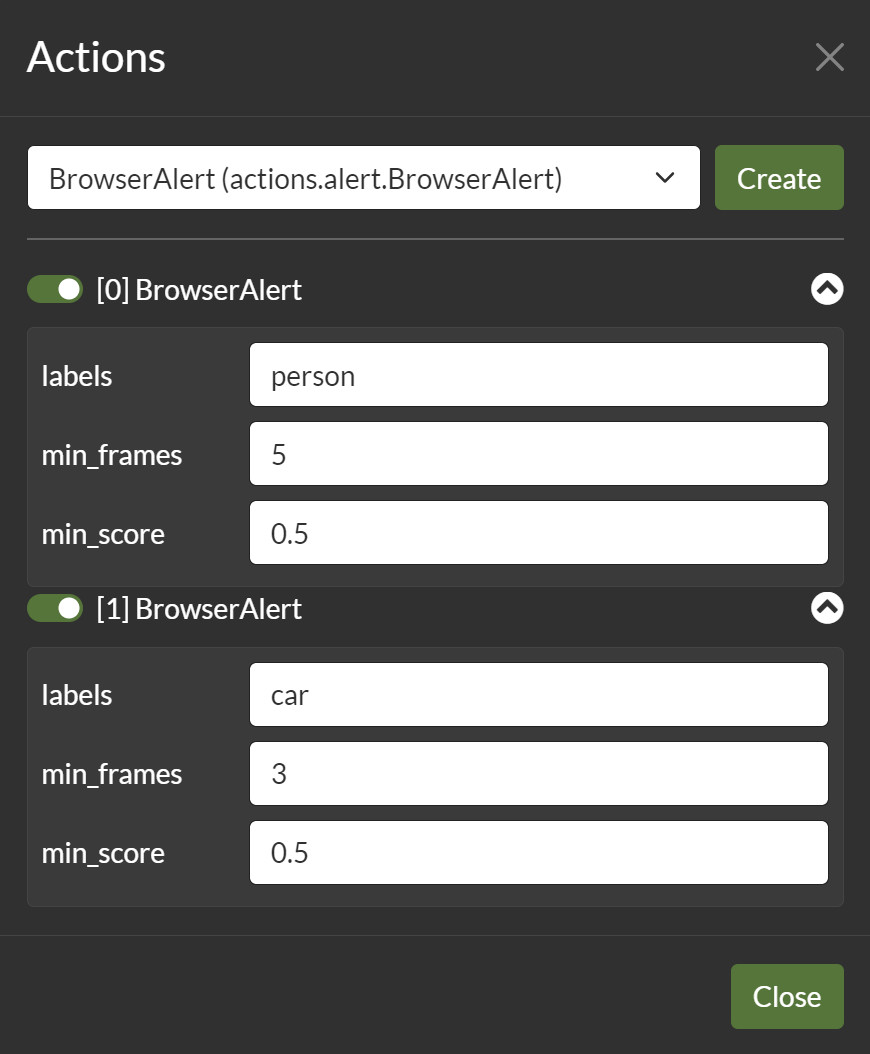 Actions
BrowserAlert (actions.alert.BrowserAlert)
Create
[0] BrowserAlert
labels person
min_frames 5
min_score 0.5
[1] BrowserAlert
labels car
min_frames 3
min_score 0.5
Close